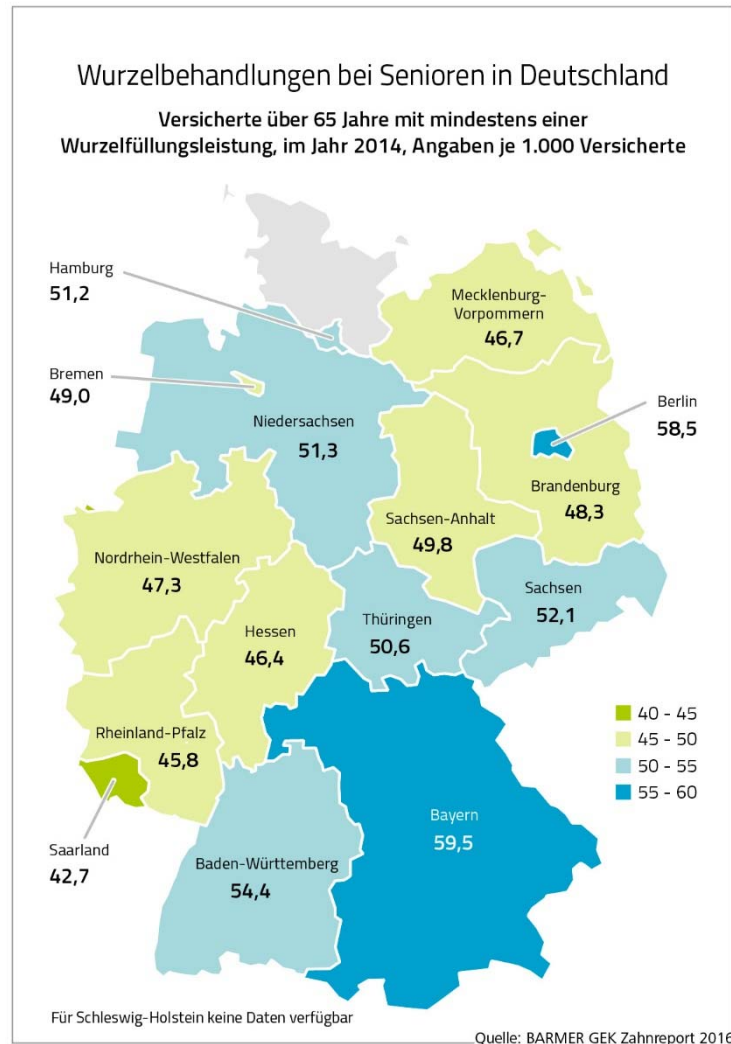 Wurzelbehandlungen bei Senioren in Deutschland
Versicherte über 65 Jahre mit mindestens einer
Wurzelfüllungsleistung, im Jahr 2014, Angaben je 1.000 Versicherte
Hamburg
51,2
Mecklenburg-
Vorpommern
46,7
Bremen
49,0
Niedersachsen
51,3
Berlin
58,5
Brandenburg
48,3
Sachsen-Anhalt
49,8
Nordrhein-Westfalen
47,3
Sachsen
52,1
Thüringen
50,6
Hessen
46,4
Rheinland-Pfalz
45,8
40 - 45
45 - 50
50 - 55
55 - 60
Saarland
42,7
Bayern
59,5
Baden-Württemberg
54,4
Für Schleswig-Holstein keine Daten verfügbar
Quelle: BARMER GEK Zahnreport 2016